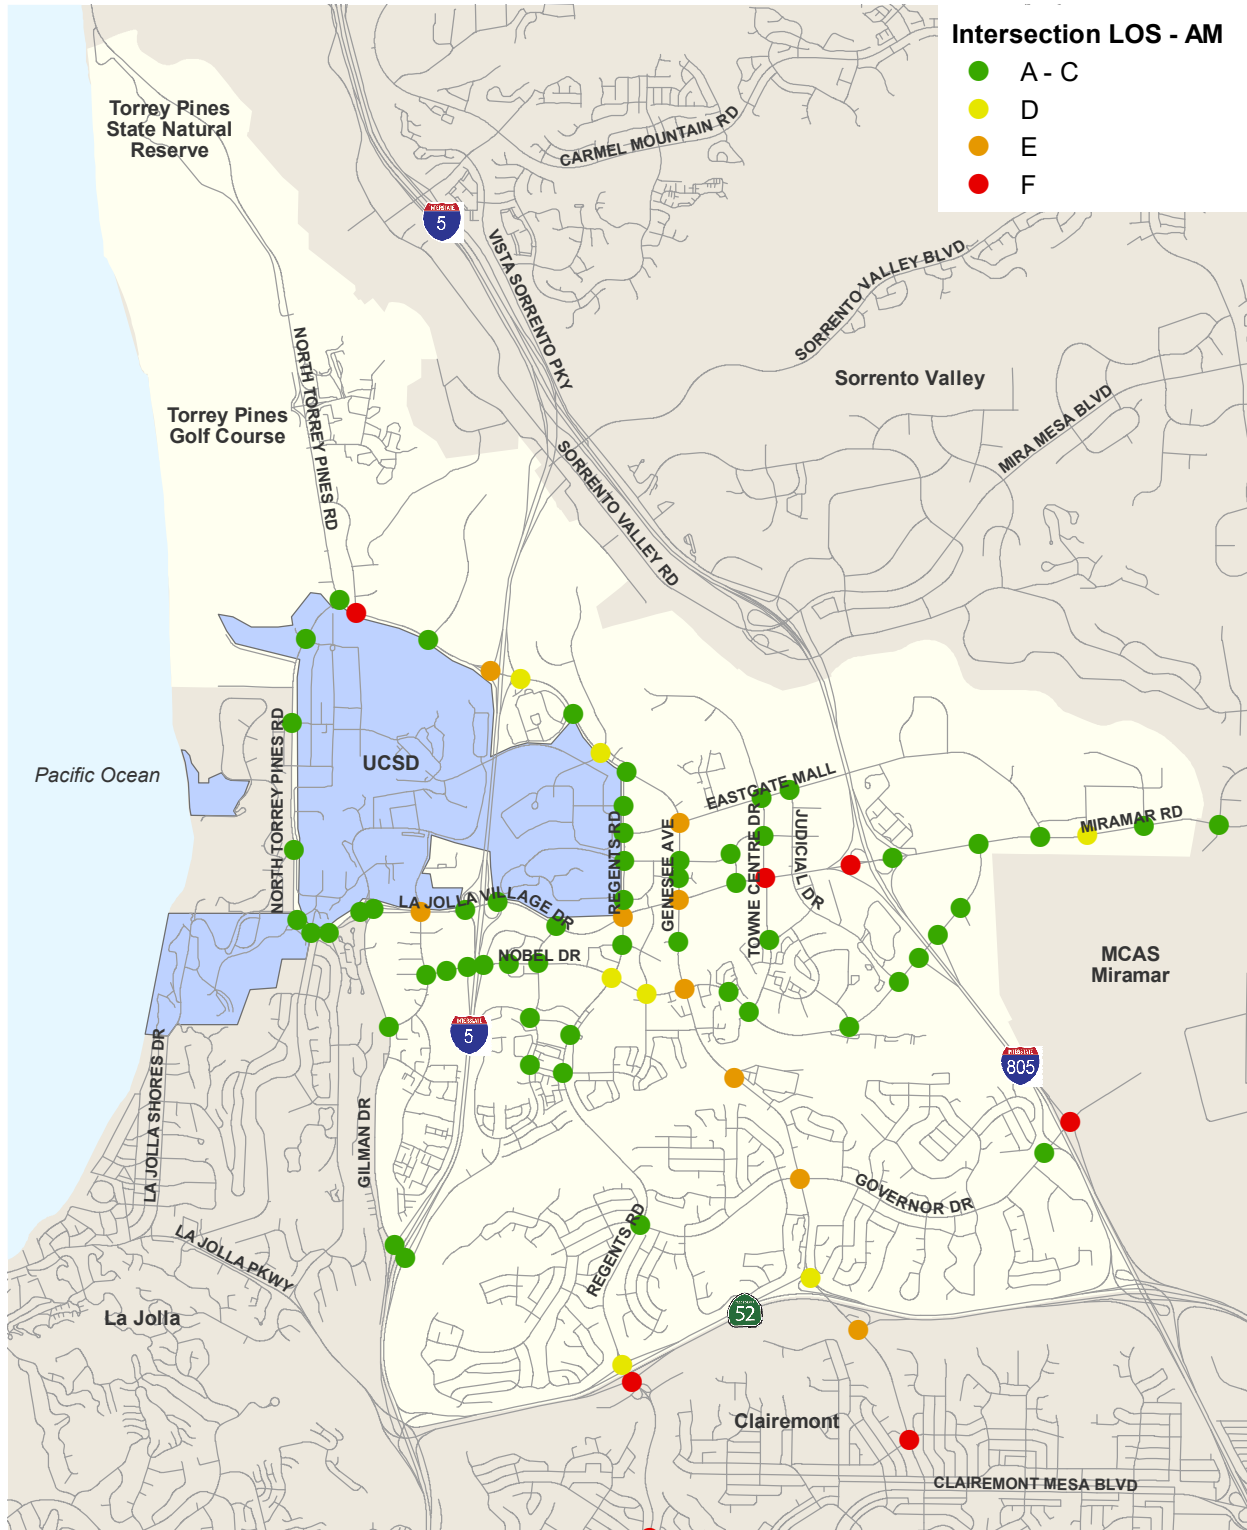 Intersection LOS - AM
A - C
D
E
F
Torrey Pines
State Natural
Reserve
CARMEL MOUNTAIN RD
INTERSTATE
5
VISTA SORRENTO PKY
SORRENTO VALLEY BLVD
Sorrento Valley
NORTH TORREY PINES RD
Torrey Pines
Golf Course
MIRA MESA BLVD
SORRENTO VALLEY RD
NORTH TORREY PINES RD
Pacific Ocean
UCSD
EASTGATE MALL
MIRAMAR RD
REGENTS RD
GENESEE AVE
TOWNE CENTRE DR
JUDICIAL DR
LA JOLLA VILLAGE DR
NOBEL DR
MCAS
Miramar
INTERSTATE
5
INTERSTATE
805
LA JOLLA SHORES DR
GILMAN DR
GOVERNOR DR
REGENTS RD
LA JOLLA PKWY
La Jolla
52
Clairemont
CLAIREMONT MESA BLVD